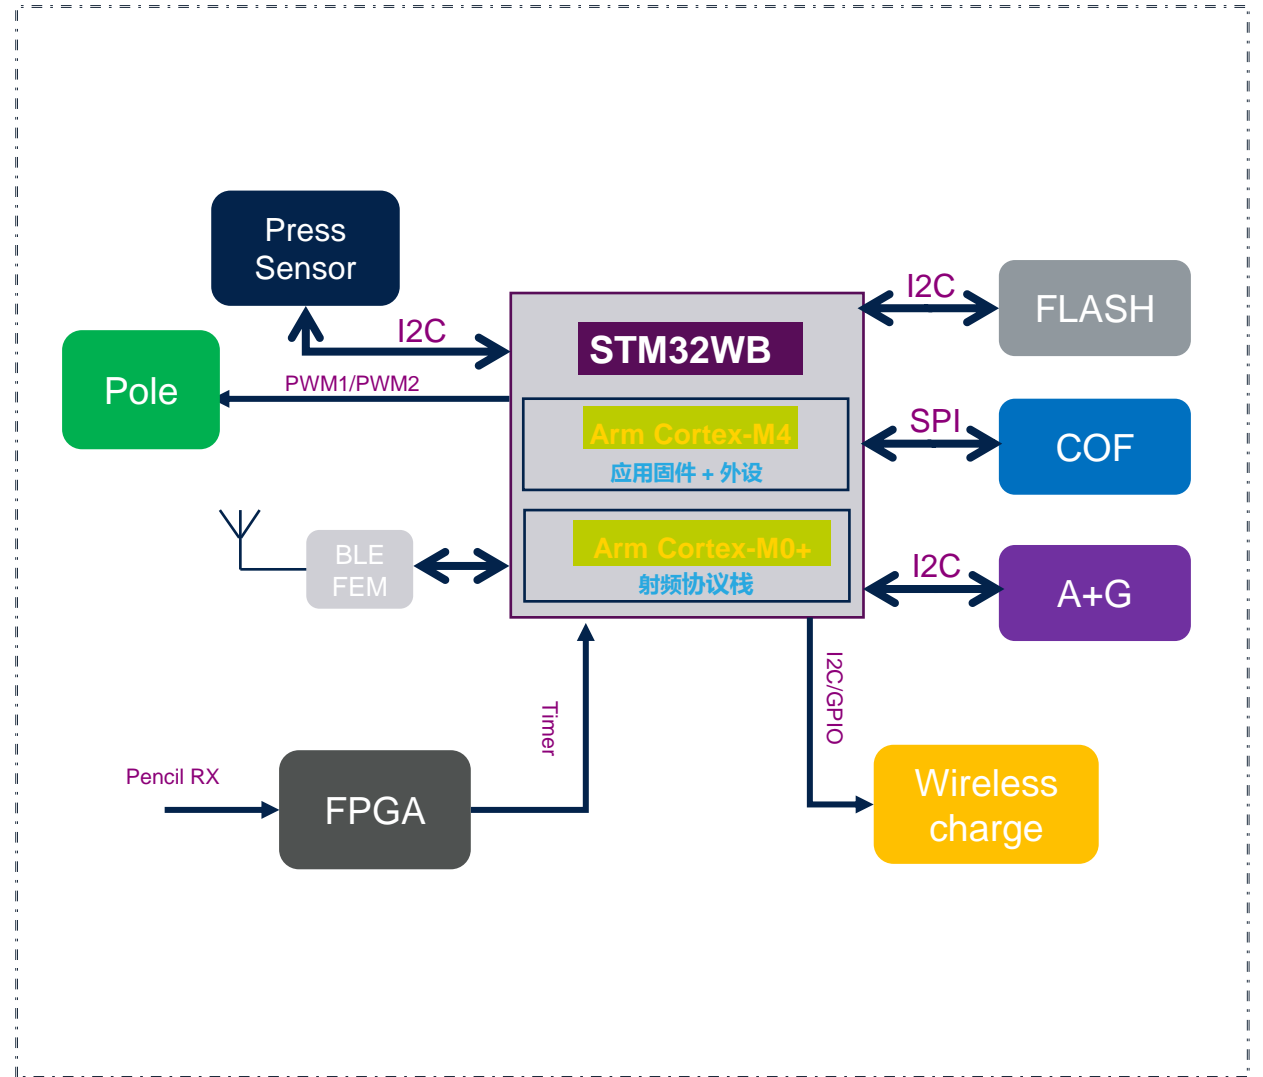 Press
Sensor
I2C
FLASH
I2C
STM32WB
Pole
PWM1/PWM2
Arm Cortex-M4
应用固件 + 外设
SPI
COF
BLE
FEM
Arm Cortex-M0+
射频协议栈
I2C
A+G
I2C/GPIO
Timer
Pencil RX
FPGA
Wireless
charge